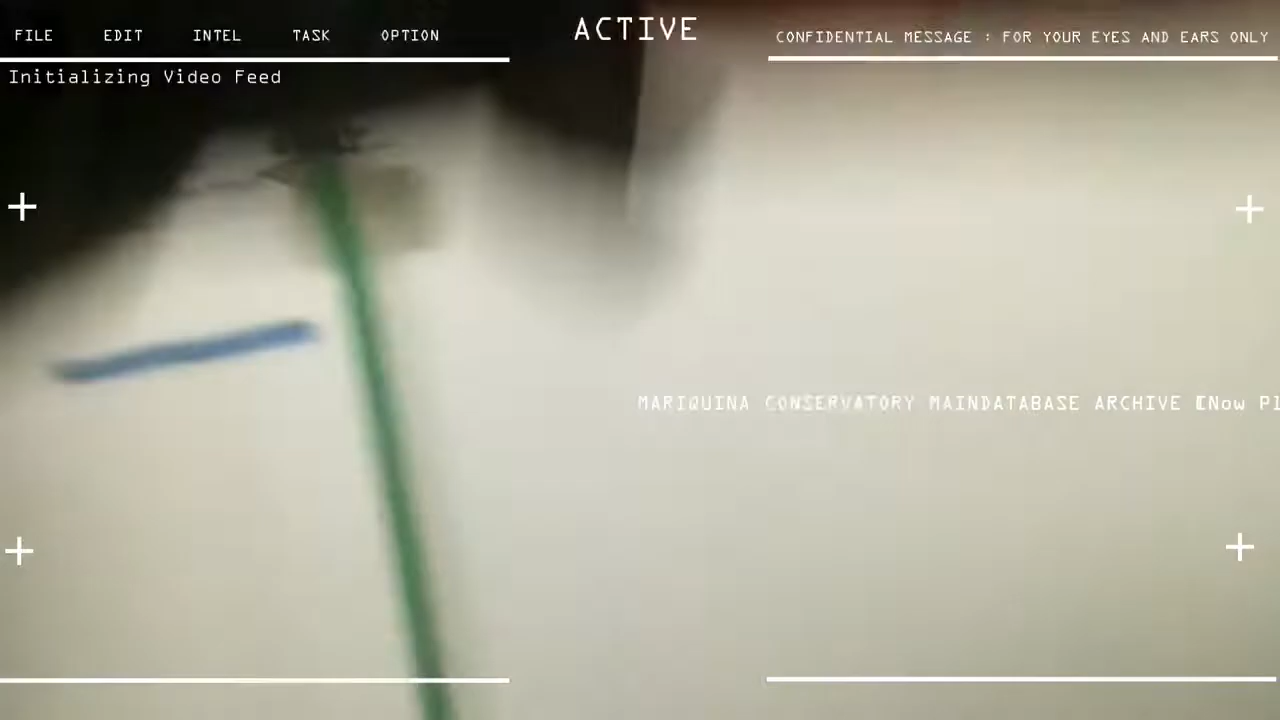 FILE EDIT INTEL TASK OPTION
ACTIVE
CONFIDENTIAL MESSAGE : FOR YOUR EYES AND EARS ONLY
Initializing Video Feed
MARIQUINA CONSERVATORY MAINDATABASE ARCHIVE [Now